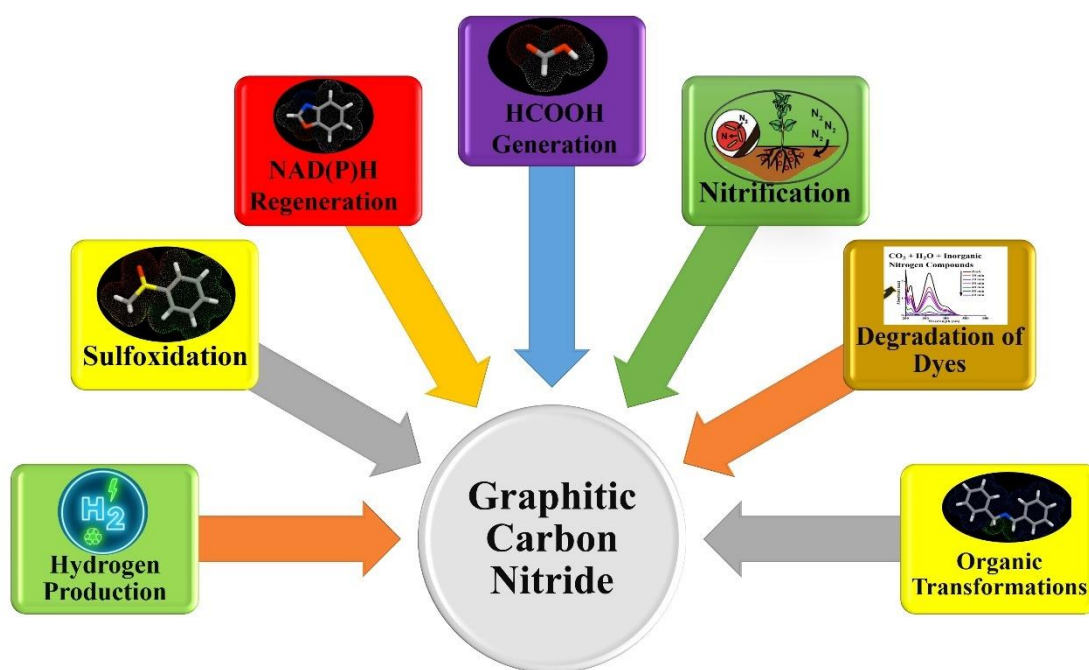 HCOOH
Generation
NAD(P)H
Regeneration
N₂
N
N₂
N₂
N₂
Nitrification
Sulfoxidation
CO₂ + H₂O + Inorganic
Nitrogen Compounds
Degradation of
Dyes
H₂
Hydrogen
Production
Graphitic
Carbon
Nitride
Organic
Transformations